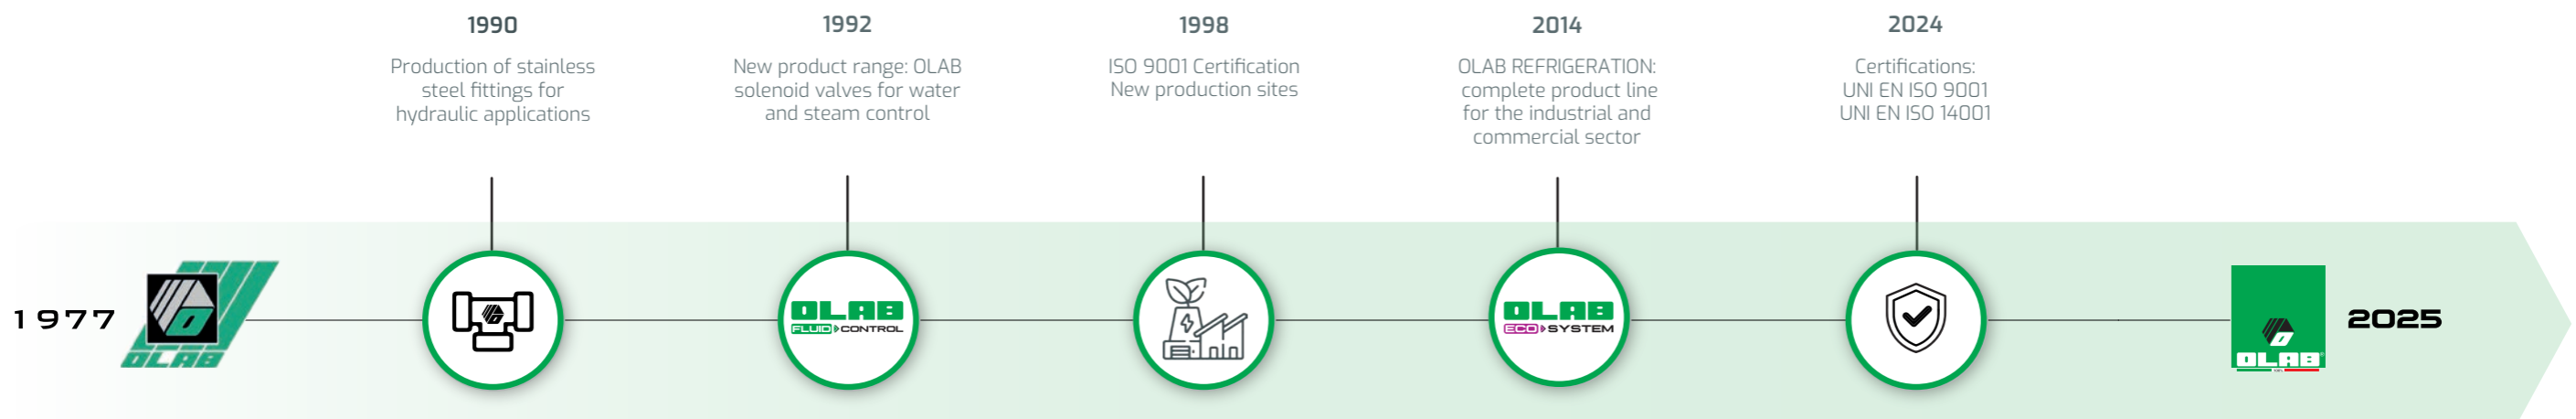 1990
Production of stainless
steel fittings for
hydraulic applications
1992
New product range: OLAB
solenoid valves for water
and steam control
1998
ISO 9001 Certification
New production sites
2014
OLAB REFRIGERATION:
complete product line
for the industrial and
commercial sector
2024
Certifications:
UNI EN ISO 9001
UNI EN ISO 14001
1977
OLAB
OLAB
FLUID CONTROL
OLAB
ECO SYSTEM
OLAB®
2025